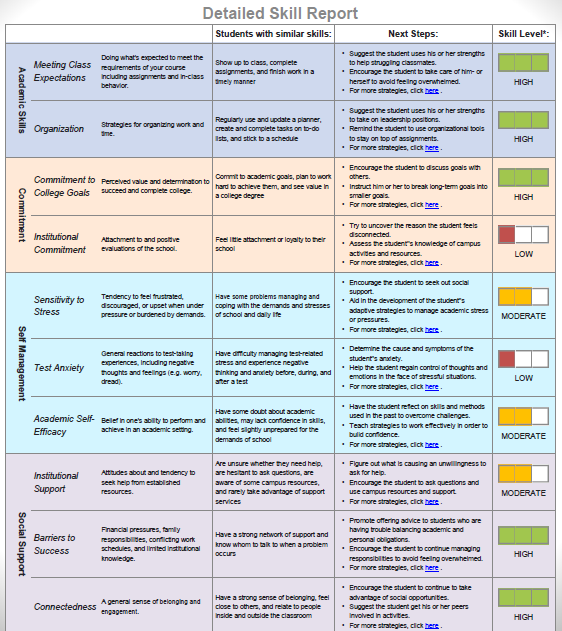 Detailed Skill Report
Students with similar skills:
Next Steps:
Skill Level*:
Academic Skills
Meeting Class
Expectations
Doing what's expected to meet the
requirements of your course
including assignments and in-class
behavior.
Show up to class, complete
assignments, and finish work in a
timely manner
• Suggest the student uses his or her strengths
to help struggling classmates.
• Encourage the student to take care of him- or
herself to avoid feeling overwhelmed.
• For more strategies, click here .
HIGH
Organization
Strategies for organizing work and
time.
Regularly use and update a planner,
create and complete tasks on to-do
lists, and stick to a schedule
• Suggest the student uses his or her strengths
to take on leadership positions.
• Remind the student to use organizational tools
to stay on top of assignments.
• For more strategies, click here .
HIGH
Commitment
Commitment to
College Goals
Perceived value and determination to
succeed and complete college.
Commit to academic goals, plan to work
hard to achieve them, and see value in
a college degree
• Encourage the student to discuss goals with
others.
• Instruct him or her to break long-term goals into
smaller goals.
• For more strategies, click here .
HIGH
Institutional
Commitment
Attachment to and positive
evaluations of the school.
Feel little attachment or loyalty to their
school
• Try to uncover the reason the student feels
disconnected.
• Assess the student"s knowledge of campus
activities and resources.
• For more strategies, click here .
LOW
Self Management
Sensitivity to
Stress
Tendency to feel frustrated,
discouraged, or upset when under
pressure or burdened by demands.
Have some problems managing and
coping with the demands and stresses
of school and daily life
• Encourage the student to seek out social
support.
• Aid in the development of the student"s
adaptive strategies to manage academic stress
or pressures.
• For more strategies, click here .
MODERATE
Test Anxiety
General reactions to test-taking
experiences, including negative
thoughts and feelings (e.g. worry,
dread).
Have difficulty managing test-related
stress and experience negative
thinking and anxiety before, during, and
after a test
• Determine the cause and symptoms of the
student"s anxiety.
• Help the student regain control of thoughts and
emotions in the face of stressful situations.
• For more strategies, click here .
LOW
Academic Self-
Efficacy
Belief in one's ability to perform and
achieve in an academic setting.
Have some doubt about academic
abilities, may lack confidence in skills,
and feel slightly unprepared for the
demands of school
• Have the student reflect on skills and methods
used in the past to overcome challenges.
• Teach strategies to work effectively in order to
build confidence.
• For more strategies, click here .
MODERATE
Social Support
Institutional
Support
Attitudes about and tendency to
seek help from established
resources.
Are unsure whether they need help,
are hesitant to ask questions, are
aware of some campus resources,
and rarely take advantage of support
services
• Figure out what is causing an unwillingness to
ask for help.
• Encourage the student to ask questions and
use campus resources and support.
• For more strategies, click here .
MODERATE
Barriers to
Success
Financial pressures, family
responsibilities, conflicting work
schedules, and limited institutional
knowledge.
Have a strong network of support and
know whom to talk to when a problem
occurs
• Promote offering advice to students who are
having trouble balancing academic and
personal obligations.
• Encourage the student to continue managing
responsibilities to avoid feeling overwhelmed.
• For more strategies, click here .
HIGH
Connectedness
A general sense of belonging and
engagement.
Have a strong sense of belonging, feel
close to others, and relate to people
inside and outside the classroom
• Encourage the student to continue to take
advantage of social opportunities.
• Suggest the student get his or her peers
involved in activities.
• For more strategies, click here .
HIGH